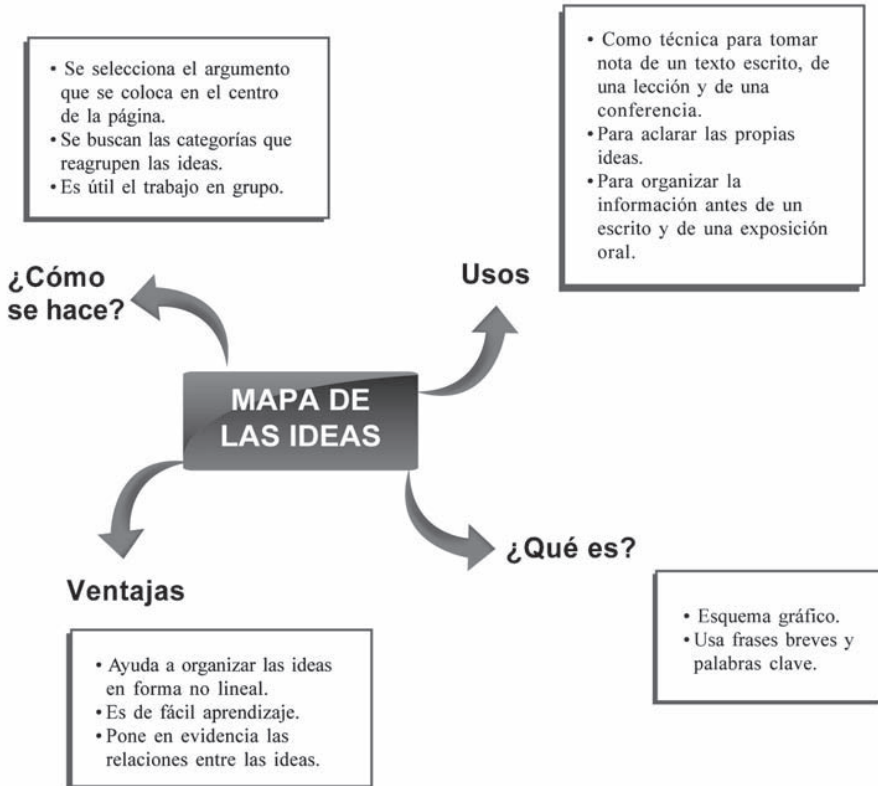 • Se selecciona el argumento
que se coloca en el centro
de la página.
• Se buscan las categorías que
reagrupen las ideas.
• Es útil el trabajo en grupo.
• Como técnica para tomar
nota de un texto escrito, de
una lección y de una
conferencia.
• Para aclarar las propias
ideas.
• Para organizar la
información antes de un
escrito y de una exposición
oral.
¿Cómo
se hace?
Usos
MAPA DE
LAS IDEAS
Ventajas
¿Qué es?
• Ayuda a organizar las ideas
en forma no lineal.
• Es de fácil aprendizaje.
• Pone en evidencia las
relaciones entre las ideas.
• Esquema gráfico.
• Usa frases breves y
palabras clave.